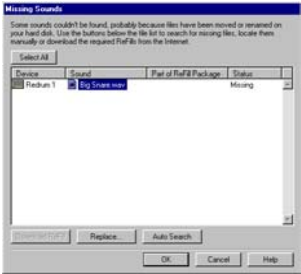 Missing Sounds
Some sounds couldn't be found, probably because files have been moved or renamed on
your hard disk. Use the buttons below the file list to search for missing files, locate them
manually or download the required ReFills from the Internet.
Select All
Device Sound Part of ReFill Package Status
Redrum 1 Big Snare.wav Missing
Download ReFill Replace... Auto Search
OK Cancel Help